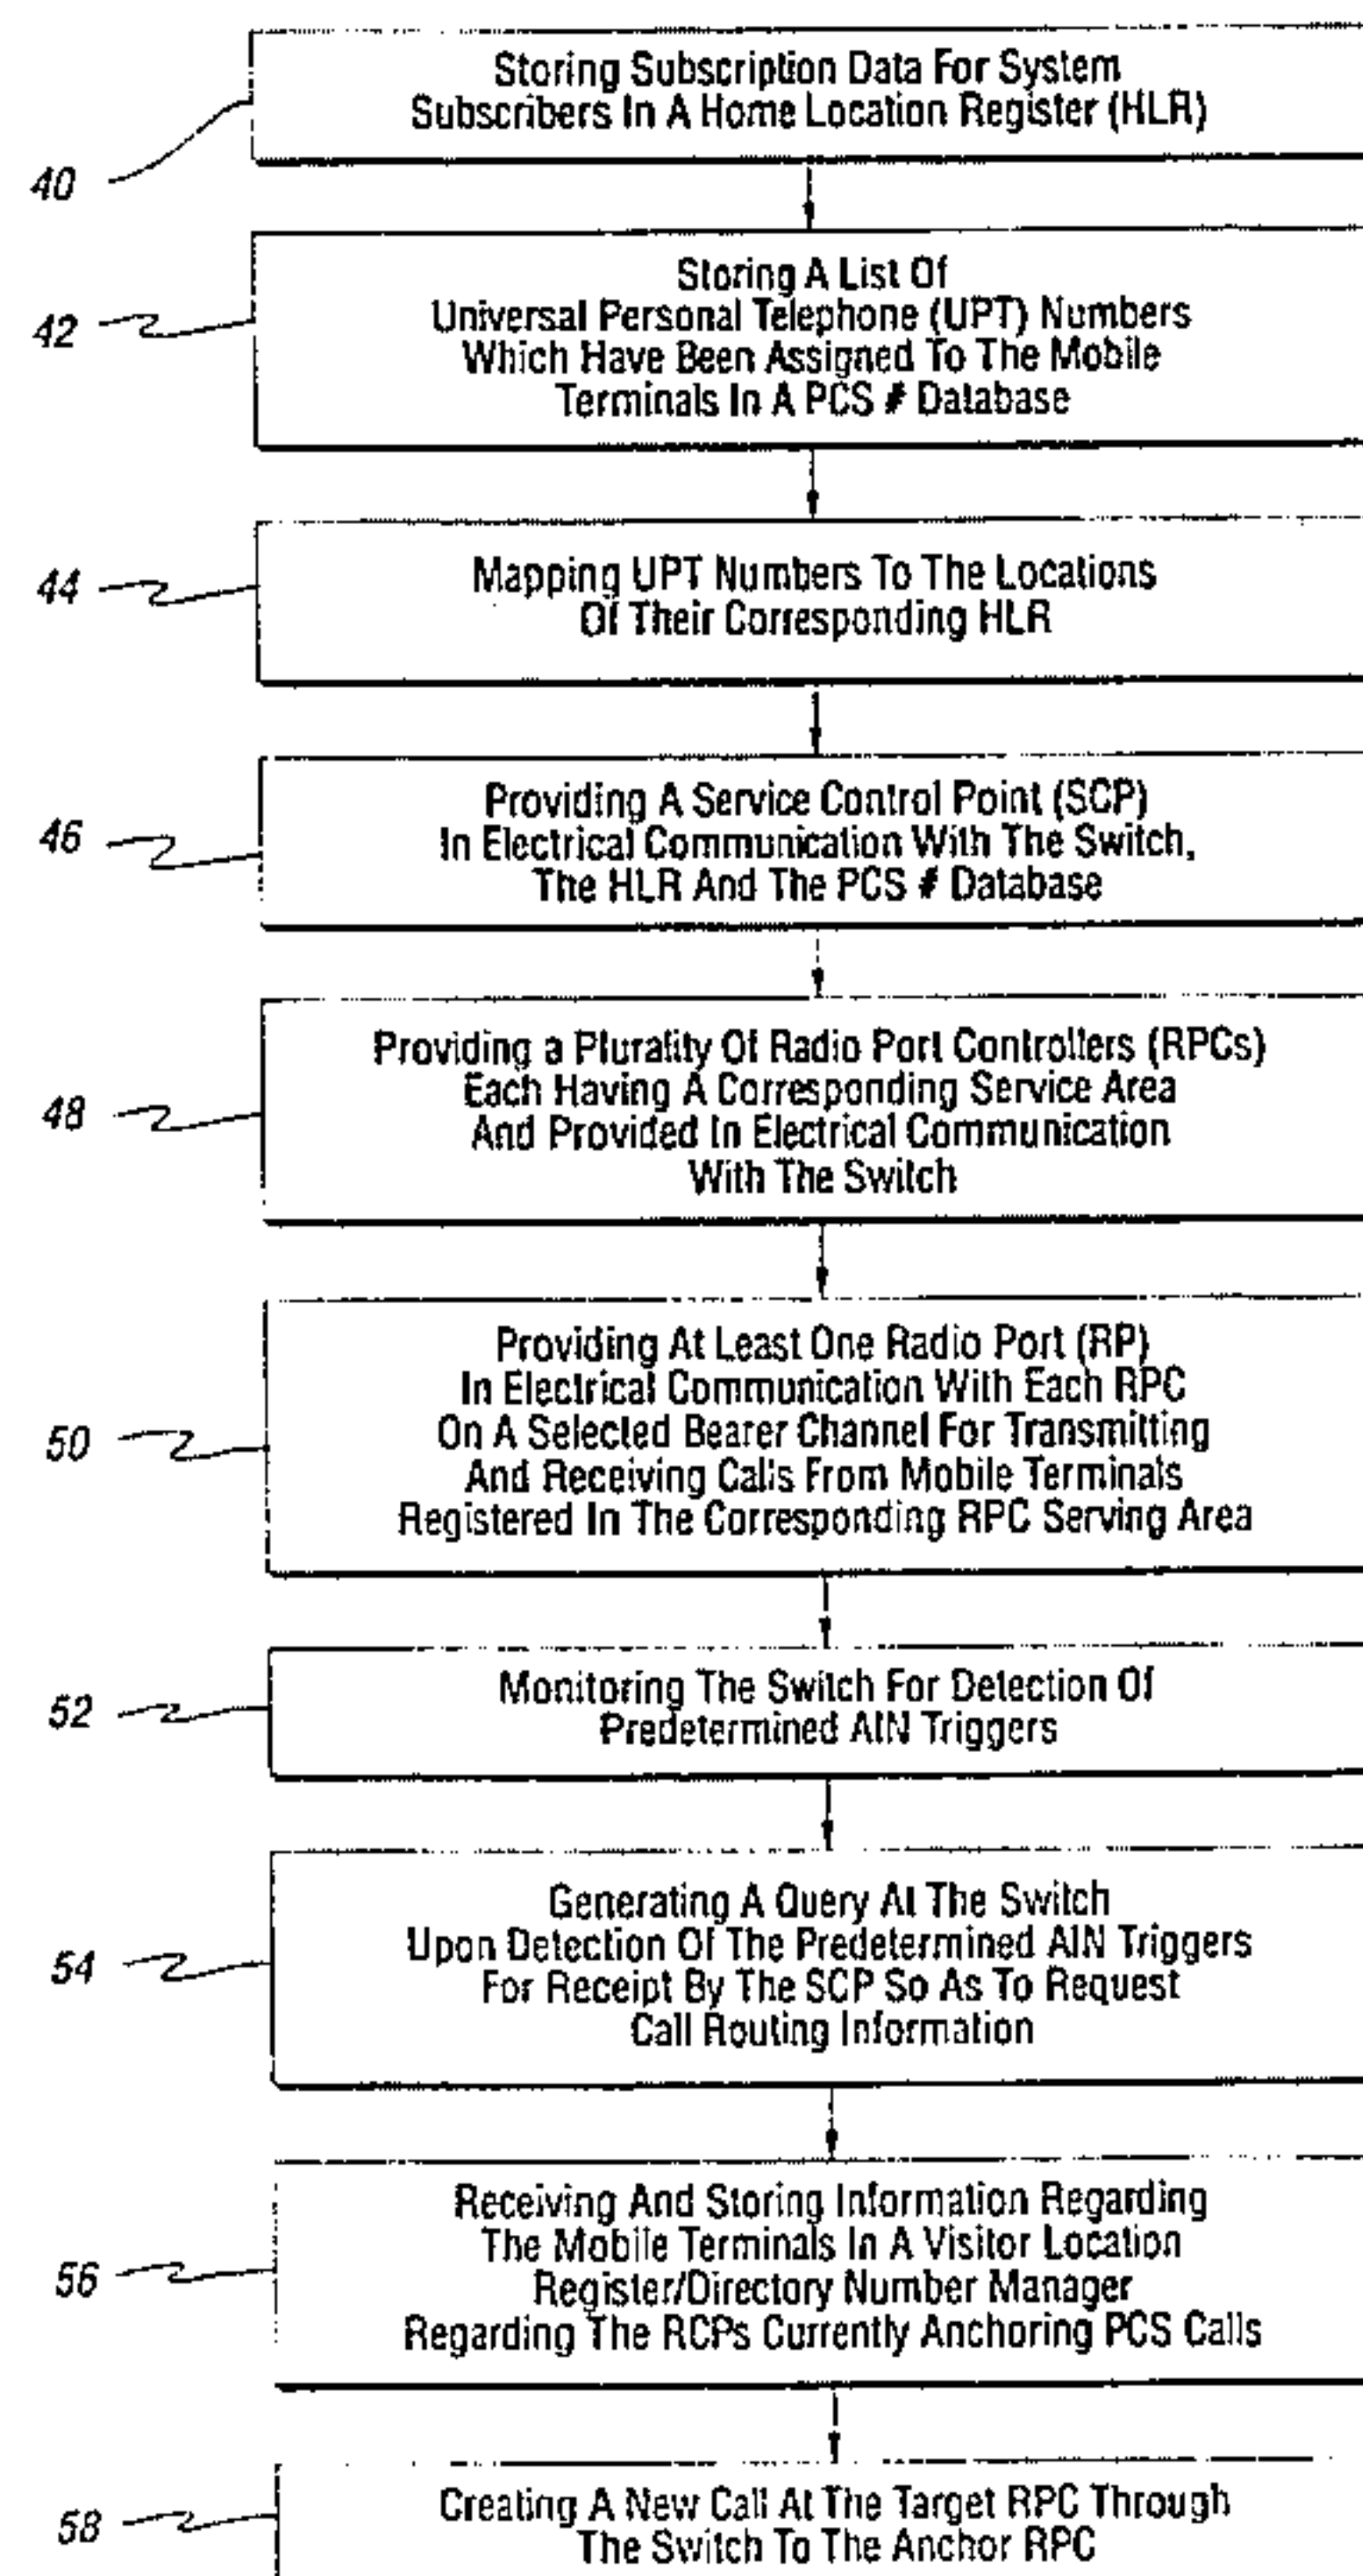 Storing Subscription Data For System
Subscribers In A Home Location Register (HLR)
40
Storing A List Of
Universal Personal Telephone (UPT) Numbers
Which Have Been Assigned To The Mobile
Terminals In A PCS # Database
42
Mapping UPT Numbers To The Locations
Of Their Corresponding HLR
44
Providing A Service Control Point (SCP)
In Electrical Communication With The Switch,
The HLR And The PCS # Database
46
Providing a Plurality Of Radio Port Controllers (RPCs)
Each Having A Corresponding Service Area
And Provided In Electrical Communication
With The Switch
48
Providing At Least One Radio Port (RP)
In Electrical Communication With Each RPC
On A Selected Bearer Channel For Transmitting
And Receiving Calls From Mobile Terminals
Registered In The Corresponding RPC Serving Area
50
Monitoring The Switch For Detection Of
Predetermined AIN Triggers
52
Generating A Query At The Switch
Upon Detection Of The Predetermined AIN Triggers
For Receipt By The SCP So As To Request
Call Routing Information
54
Receiving And Storing Information Regarding
The Mobile Terminals In A Visitor Location
Register/Directory Number Manager
Regarding The RCPs Currently Anchoring PCS Calls
56
Creating A New Call At The Target RPC Through
The Switch To The Anchor RPC
58